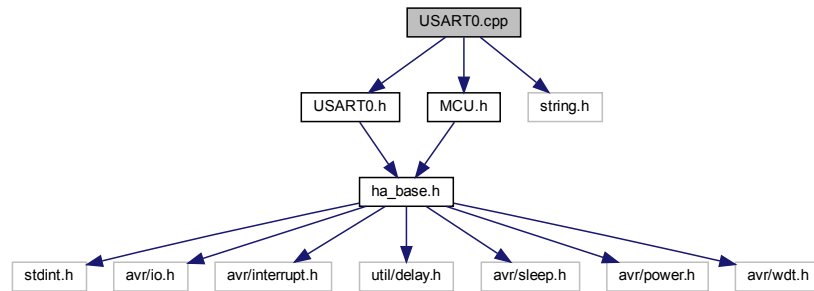 USART0.cpp
USART0.h
MCU.h
string.h
ha_base.h
stdint.h
avr/io.h
avr/interrupt.h
util/delay.h
avr/sleep.h
avr/power.h
avr/wdt.h